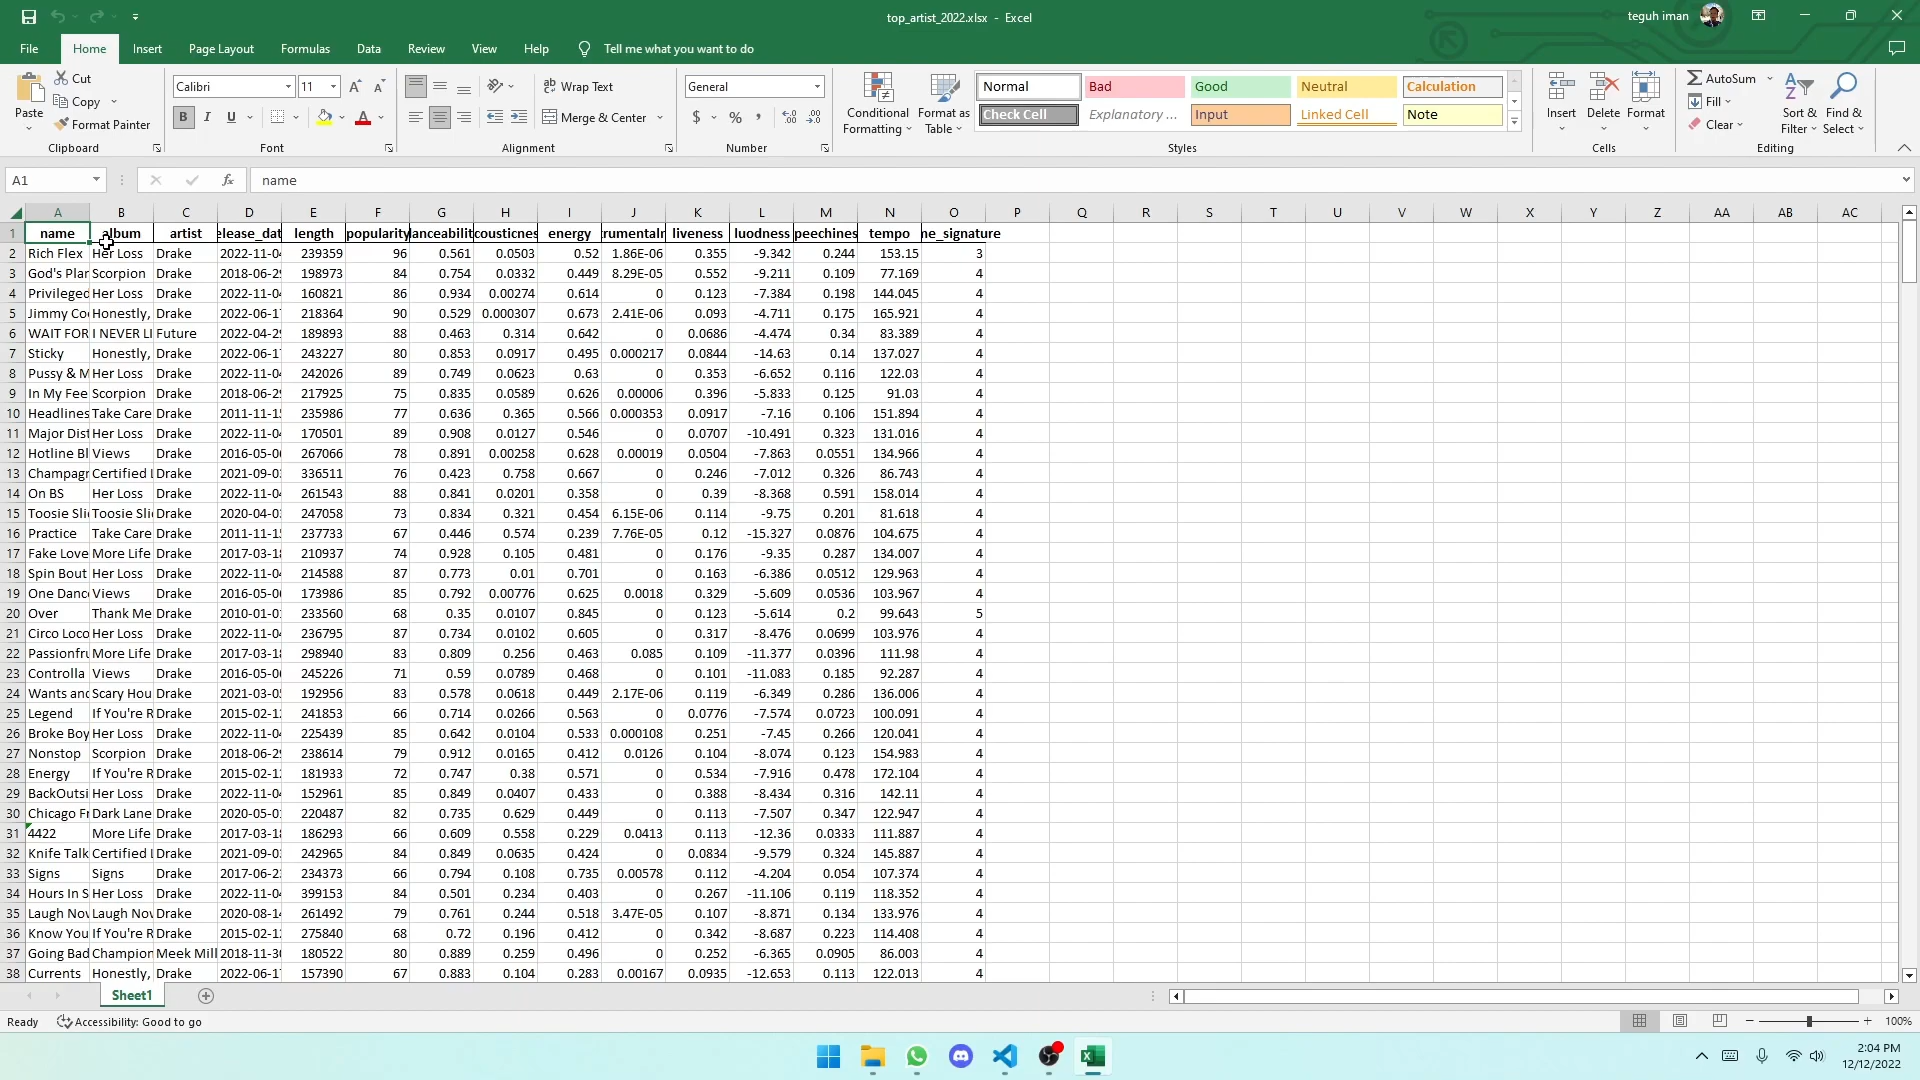 top_artist_2022.xlsx - Excel
teguh iman
File Home Insert Page Layout Formulas Data Review View Help Tell me what you want to do
Paste
Cut
Copy
Format Painter
Clipboard
Calibri 11
B I U
Font
Wrap Text
Merge & Center
Alignment
General
$ % ,
Number
Conditional Formatting
Format as Table
Normal Bad Good Neutral Calculation
Check Cell Explanatory ... Input Linked Cell Note
Styles
Insert Delete Format
Cells
AutoSum
Fill
Clear
Sort & Filter
Find & Select
Editing
A1 fx name
A B C D E F G H I J K L M N O P Q R S T U V W X Y Z AA AB AC
1 name album artist elease_dat length popularity lanceabilit cousticnes energy rumentaln liveness luodness peechines tempo ne_signature
2 Rich Flex Her Loss Drake 2022-11-04 239359 96 0.561 0.0503 0.52 1.86E-06 0.355 -9.342 0.244 153.15 3
3 God's Plan Scorpion Drake 2018-06-29 198973 84 0.754 0.0332 0.449 8.29E-05 0.552 -9.211 0.109 77.169 4
4 Privileged Her Loss Drake 2022-11-04 160821 86 0.934 0.00274 0.614 0 0.123 -7.384 0.198 144.045 4
5 Jimmy Coo Honestly, Drake 2022-06-17 218364 90 0.529 0.000307 0.673 2.41E-06 0.093 -4.711 0.175 165.921 4
6 WAIT FOR I NEVER LI Future 2022-04-29 189893 88 0.463 0.314 0.642 0 0.0686 -4.474 0.34 83.389 4
7 Sticky Honestly, Drake 2022-06-17 243227 80 0.853 0.0917 0.495 0.000217 0.0844 -14.63 0.14 137.027 4
8 Pussy & M Her Loss Drake 2022-11-04 242026 89 0.749 0.0623 0.63 0 0.353 -6.652 0.116 122.03 4
9 In My Fee Scorpion Drake 2018-06-29 217925 75 0.835 0.0589 0.626 0.00006 0.396 -5.833 0.125 91.03 4
10 Headlines Take Care Drake 2011-11-15 235986 77 0.636 0.365 0.566 0.000353 0.0917 -7.16 0.106 151.894 4
11 Major Dist Her Loss Drake 2022-11-04 170501 89 0.908 0.0127 0.546 0 0.0707 -10.491 0.323 131.016 4
12 Hotline Bl Views Drake 2016-05-06 267066 78 0.891 0.00258 0.628 0.00019 0.0504 -7.863 0.0551 134.966 4
13 Champagn Certified L Drake 2021-09-03 336511 76 0.423 0.758 0.667 0 0.246 -7.012 0.326 86.743 4
14 On BS Her Loss Drake 2022-11-04 261543 88 0.841 0.0201 0.358 0 0.39 -8.368 0.591 158.014 4
15 Toosie Sli Toosie Sli Drake 2020-04-03 247058 73 0.834 0.321 0.454 6.15E-06 0.114 -9.75 0.201 81.618 4
16 Practice Take Care Drake 2011-11-15 237733 67 0.446 0.574 0.239 7.76E-05 0.12 -15.327 0.0876 104.675 4
17 Fake Love More Life Drake 2017-03-18 210937 74 0.928 0.105 0.481 0 0.176 -9.35 0.287 134.007 4
18 Spin Bout Her Loss Drake 2022-11-04 214588 87 0.773 0.01 0.701 0 0.163 -6.386 0.0512 129.963 4
19 One Dance Views Drake 2016-05-06 173986 85 0.792 0.00776 0.625 0.0018 0.329 -5.609 0.0536 103.967 4
20 Over Thank Me Drake 2010-01-01 233560 68 0.35 0.0107 0.845 0 0.123 -5.614 0.2 99.643 5
21 Circo Loco Her Loss Drake 2022-11-04 236795 87 0.734 0.0102 0.605 0 0.317 -8.476 0.0699 103.976 4
22 Passionfru More Life Drake 2017-03-18 298940 83 0.809 0.256 0.463 0.085 0.109 -11.377 0.0396 111.98 4
23 Controlla Views Drake 2016-05-06 245226 71 0.59 0.0789 0.468 0 0.101 -11.083 0.185 92.287 4
24 Wants and Scary Hou Drake 2021-03-05 192956 83 0.578 0.0618 0.449 2.17E-06 0.119 -6.349 0.286 136.006 4
25 Legend If You're R Drake 2015-02-12 241853 66 0.714 0.0266 0.563 0 0.0776 -7.574 0.0723 100.091 4
26 Broke Boy Her Loss Drake 2022-11-04 225439 85 0.642 0.0104 0.533 0.000108 0.251 -7.45 0.266 120.041 4
27 Nonstop Scorpion Drake 2018-06-29 238614 79 0.912 0.0165 0.412 0.0126 0.104 -8.074 0.123 154.983 4
28 Energy If You're R Drake 2015-02-12 181933 72 0.747 0.38 0.571 0 0.534 -7.916 0.478 172.104 4
29 BackOutsi Her Loss Drake 2022-11-04 152961 85 0.849 0.0407 0.433 0 0.388 -8.434 0.316 142.11 4
30 Chicago Fr Dark Lane Drake 2020-05-01 220487 82 0.735 0.629 0.449 0 0.113 -7.507 0.347 122.947 4
31 4422 More Life Drake 2017-03-18 186293 66 0.609 0.558 0.229 0.0413 0.113 -12.36 0.0333 111.887 4
32 Knife Talk Certified L Drake 2021-09-03 242965 84 0.849 0.0635 0.424 0 0.0834 -9.579 0.324 145.887 4
33 Signs Signs Drake 2017-06-23 234373 66 0.794 0.108 0.735 0.00578 0.112 -4.204 0.054 107.374 4
34 Hours In S Her Loss Drake 2022-11-04 399153 84 0.501 0.234 0.403 0 0.267 -11.106 0.119 118.352 4
35 Laugh Now Laugh Now Drake 2020-08-14 261492 79 0.761 0.244 0.518 3.47E-05 0.107 -8.871 0.134 133.976 4
36 Know You If You're R Drake 2015-02-12 275840 68 0.72 0.196 0.412 0 0.342 -8.687 0.223 114.408 4
37 Going Bad Champion Meek Mill 2018-11-30 180522 80 0.889 0.259 0.496 0 0.252 -6.365 0.0905 86.003 4
38 Currents Honestly, Drake 2022-06-17 157390 67 0.883 0.104 0.283 0.00167 0.0935 -12.653 0.113 122.013 4
Sheet1
Ready Accessibility: Good to go 100%
2:04 PM
12/12/2022